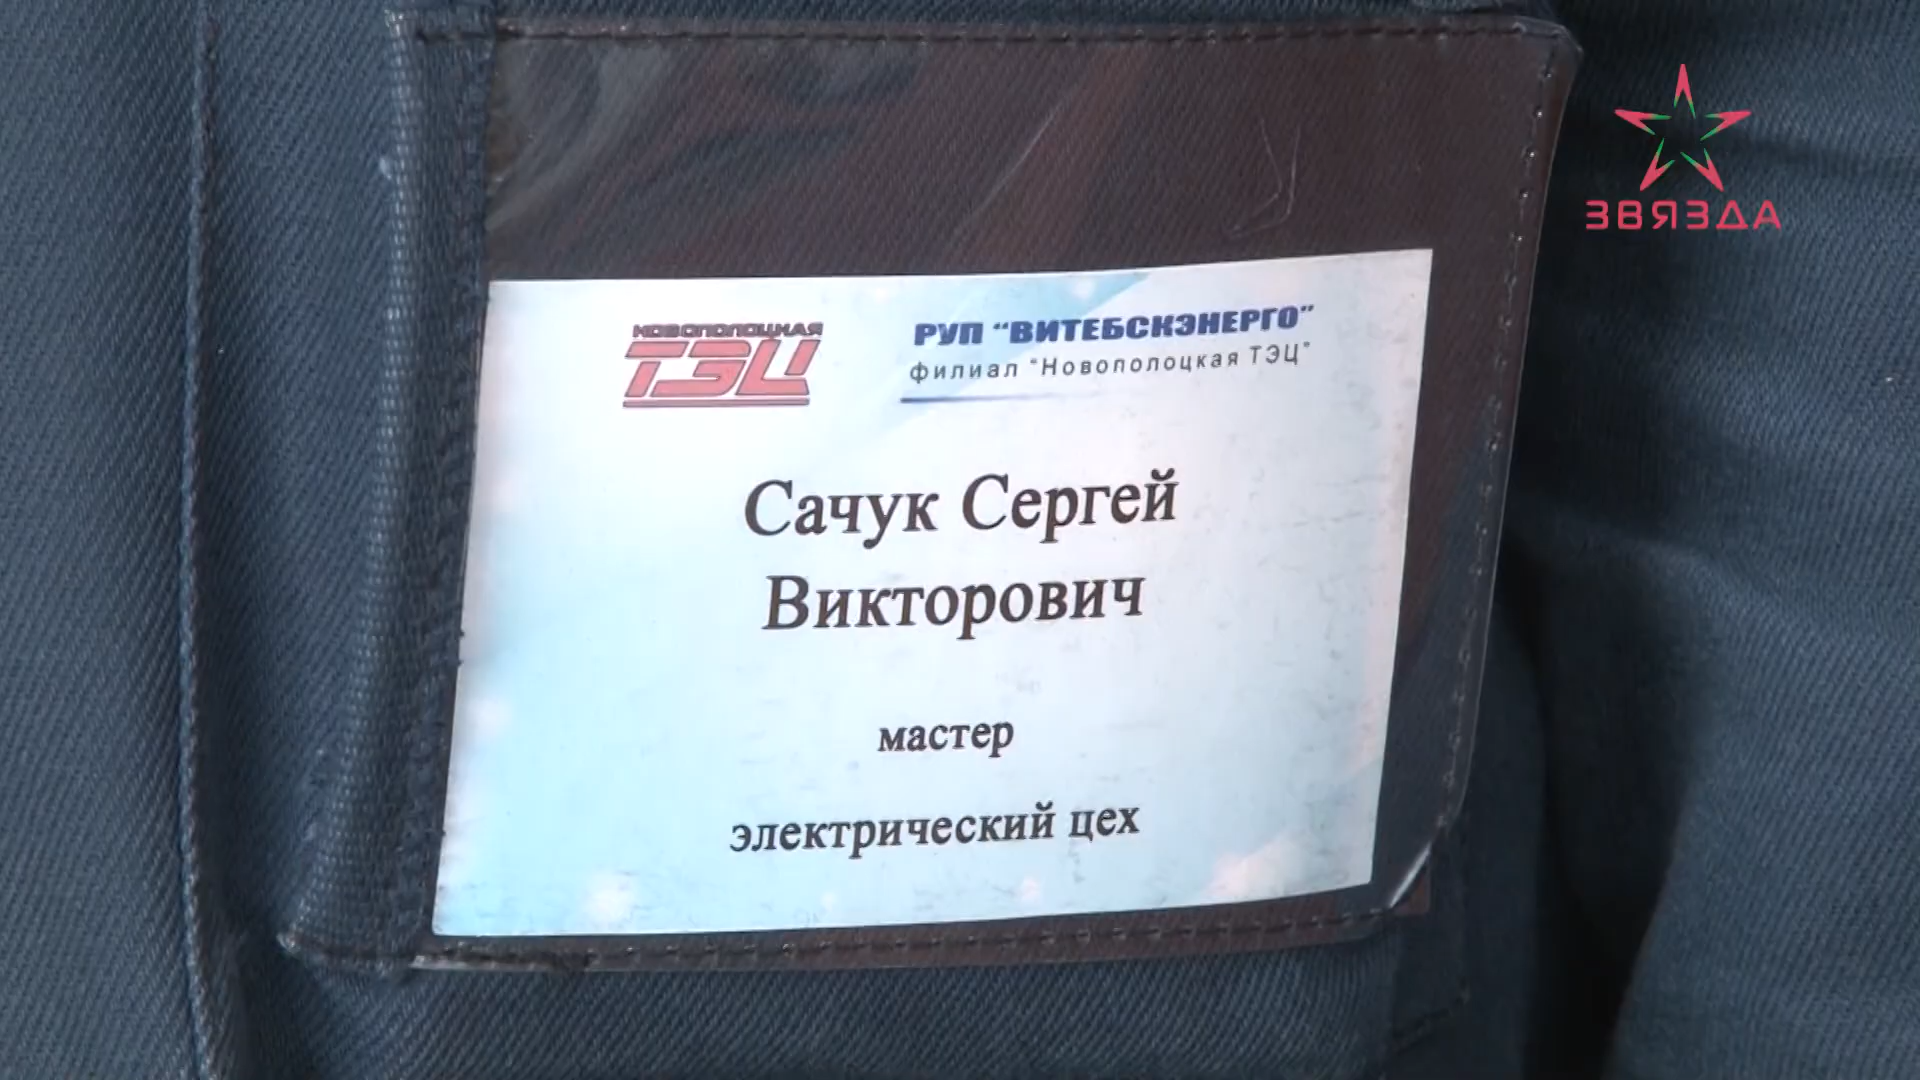 ЗВЯЗДА
НОВОПОЛОЦКАЯ
ТЭЦ
РУП “ВИТЕБСКЭНЕРГО”
филиал “Новополоцкая ТЭЦ”
Сачук Сергей
Викторович
мастер
электрический цех